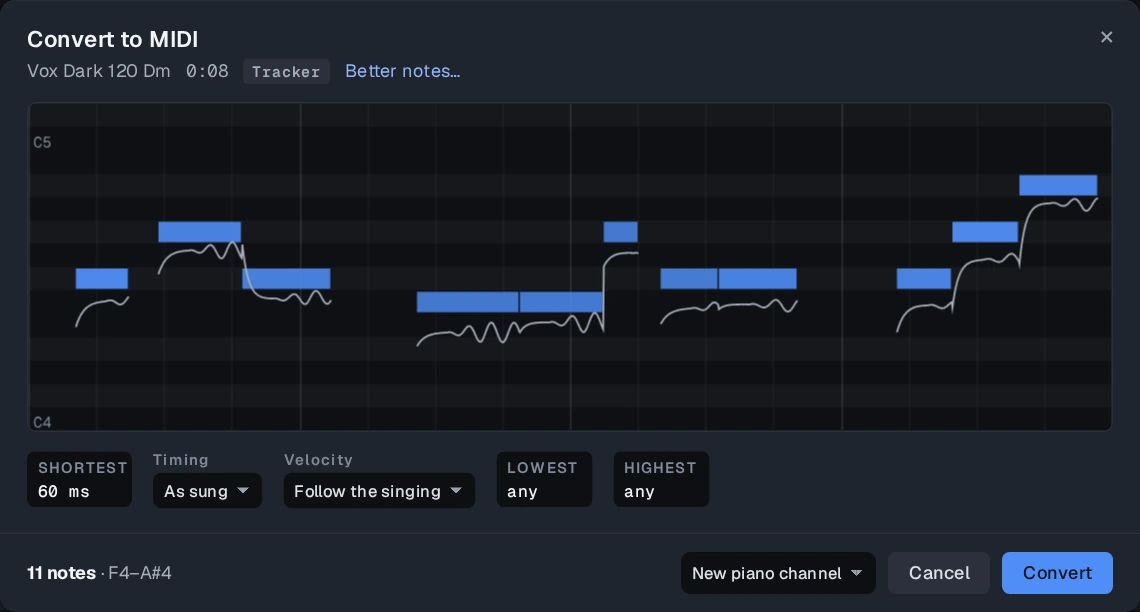 Convert to MIDI
×
Vox Dark 120 Dm 0:08 Tracker Better notes…
C5
C4
SHORTEST Timing Velocity LOWEST HIGHEST
60 ms As sung Follow the singing any any
11 notes · F4–A#4 New piano channel Cancel Convert